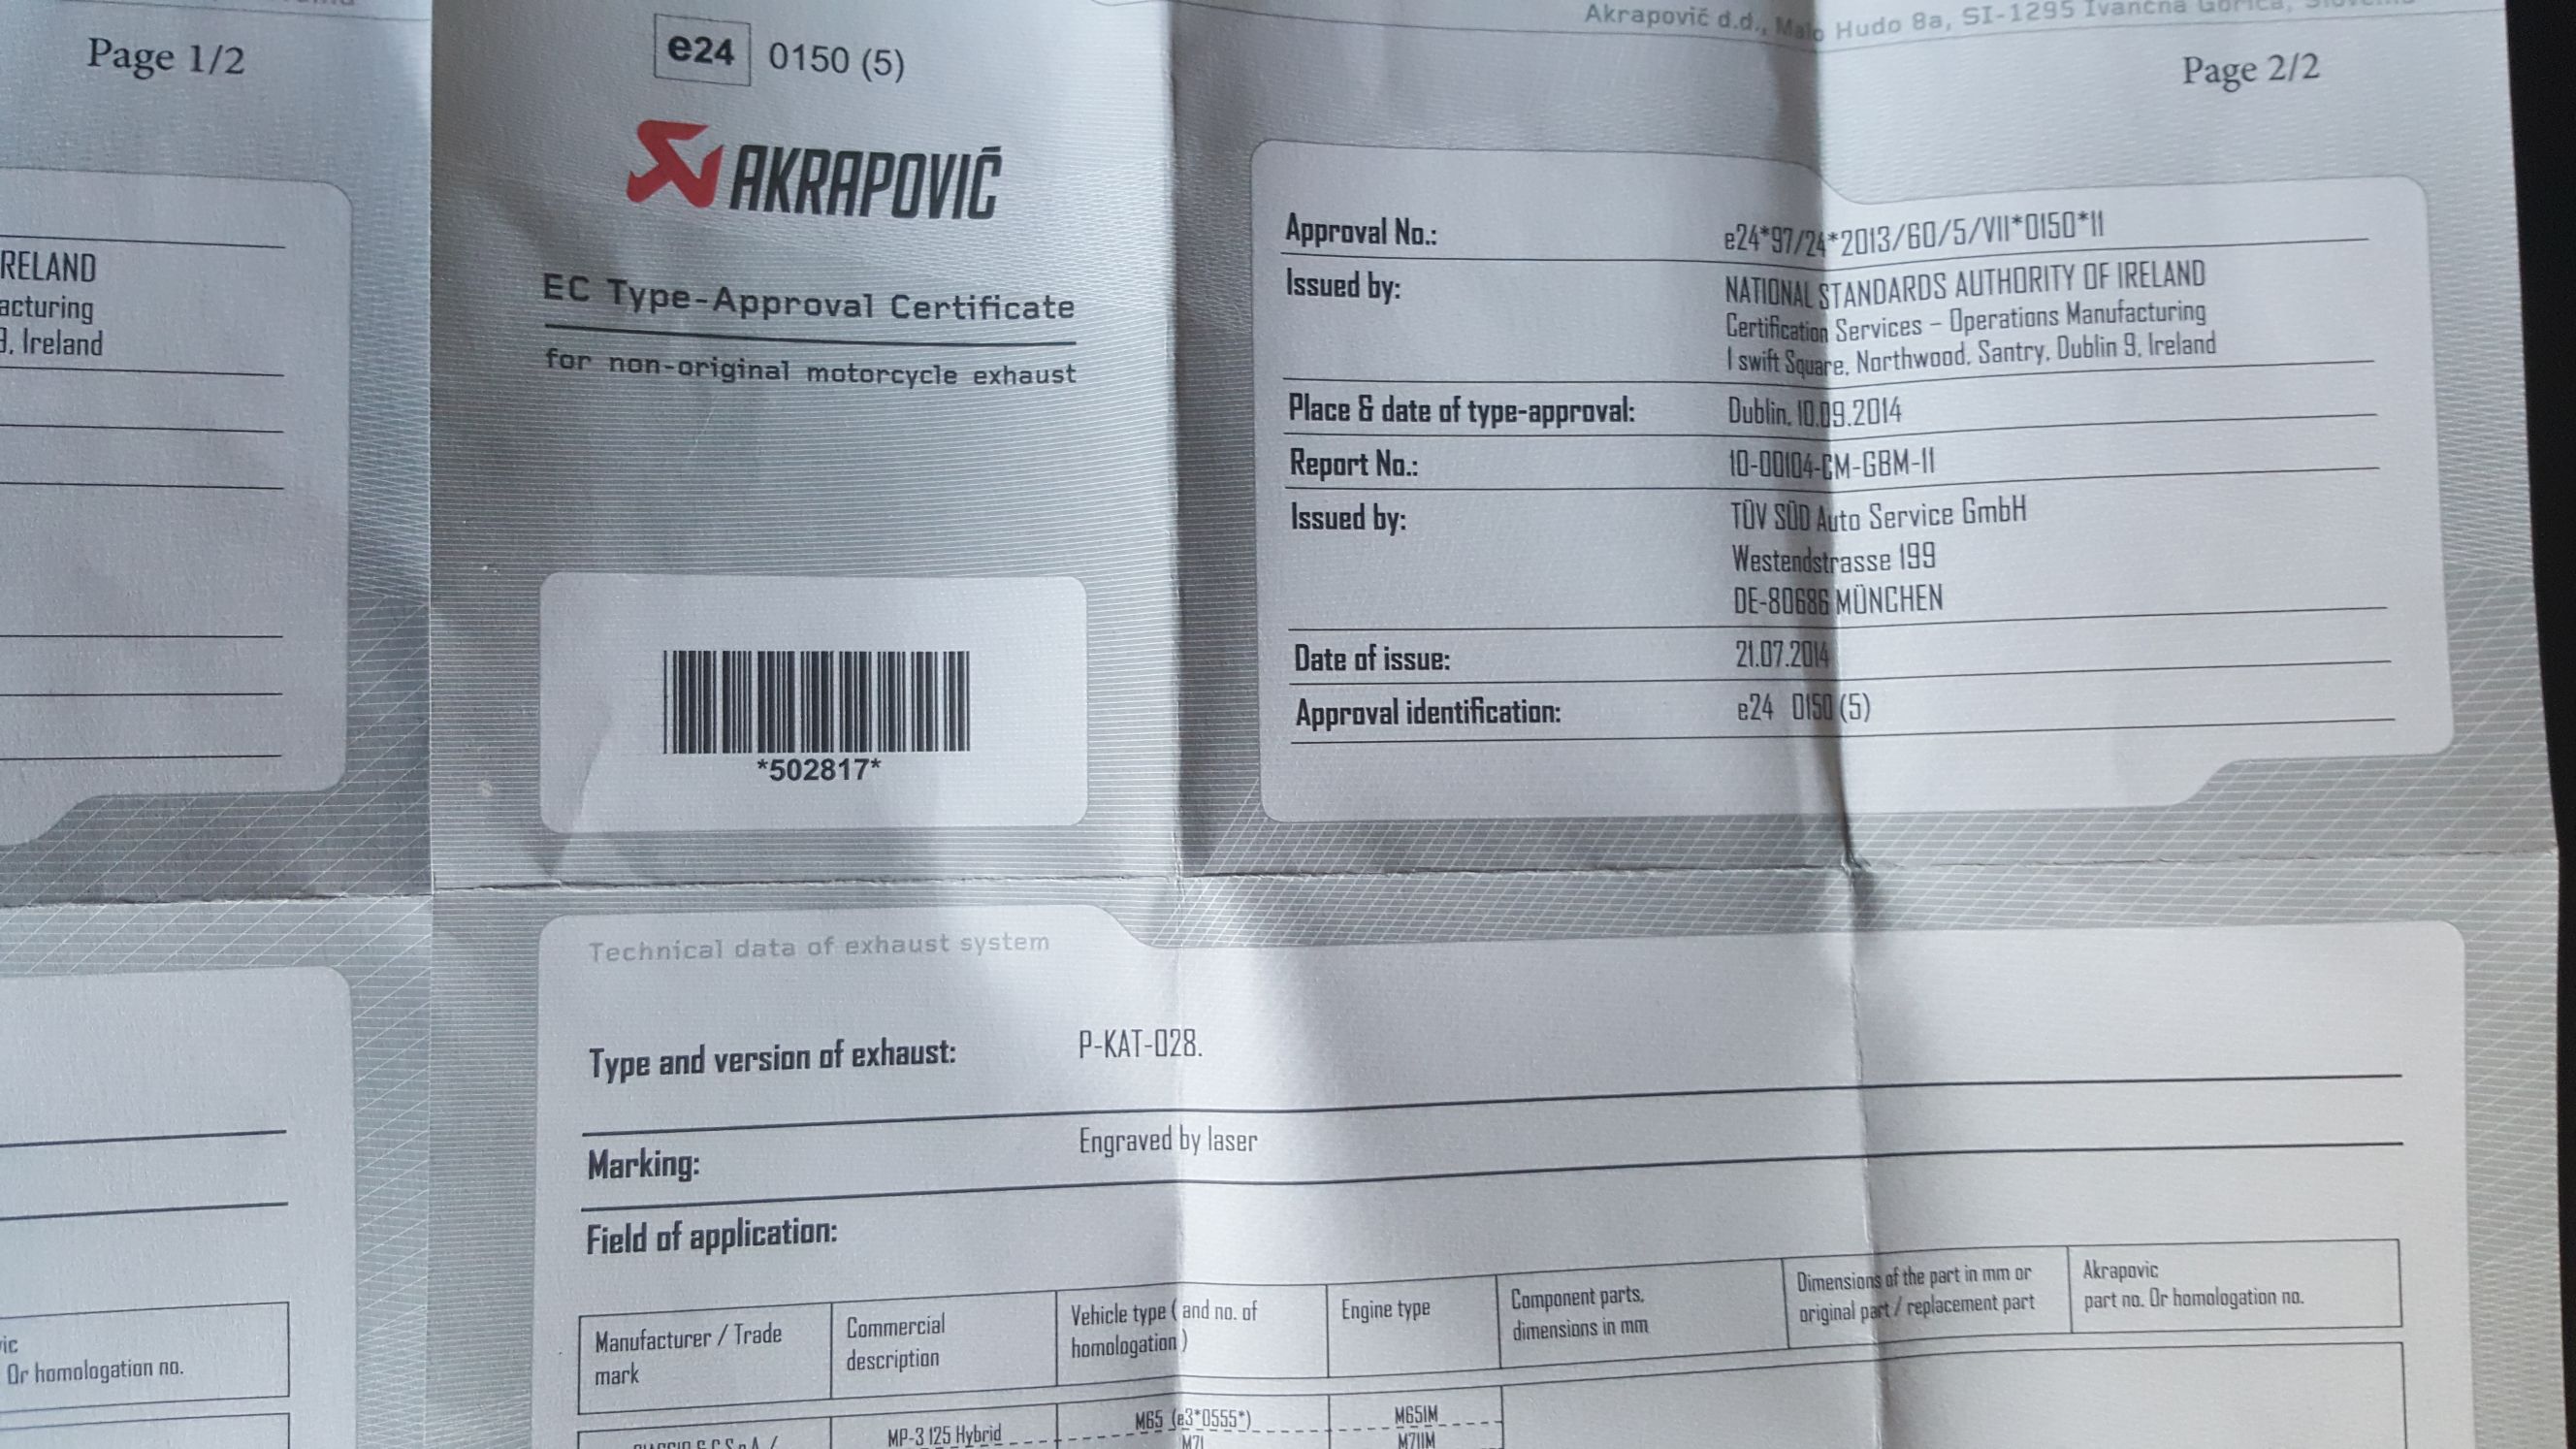 Page 1/2
RELAND
acturing
9, Ireland
Or homologation no.
e24 0150 (5)
AKRAPOVIČ
EC Type-Approval Certificate
for non-original motorcycle exhaust
*502817*
Akrapovič d.d., Malo Hudo 8a, SI-1295 Ivančna Gorica,
Page 2/2
Approval No.: e24*97/24*2013/60/5/VII*0150*11
Issued by: NATIONAL STANDARDS AUTHORITY OF IRELAND
Certification Services – Operations Manufacturing
1 swift Square, Northwood, Santry, Dublin 9, Ireland
Place & date of type-approval: Dublin, 10.09.2014
Report No.: 10-00104-CM-GBM-11
Issued by: TÜV SÜD Auto Service GmbH
Westendstrasse 199
DE-80686 MÜNCHEN
Date of issue: 21.07.2014
Approval identification: e24 0150 (5)
Technical data of exhaust system
Type and version of exhaust: P-KAT-028.
Marking: Engraved by laser
Field of application:
Manufacturer / Trade
mark
Commercial
description
Vehicle type ( and no. of
homologation )
Engine type
Component parts,
dimensions in mm
Dimensions of the part in mm or
original part / replacement part
Akrapovic
part no. Or homologation no.
MP-3 125 Hybrid
M65 (e3*0555*)
M651M
M71
M711M